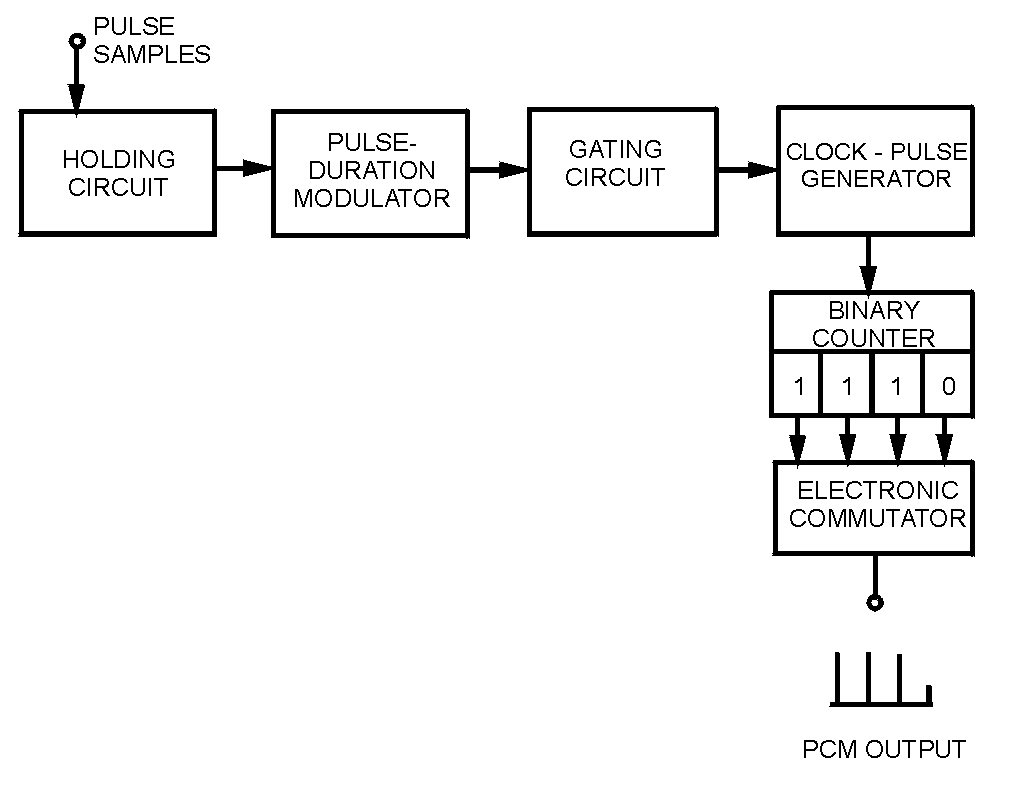 PULSE
SAMPLES
HOLDING
CIRCUIT
PULSE-
DURATION
MODULATOR
GATING
CIRCUIT
CLOCK - PULSE
GENERATOR
BINARY
COUNTER
1 1 1 0
ELECTRONIC
COMMUTATOR
PCM OUTPUT